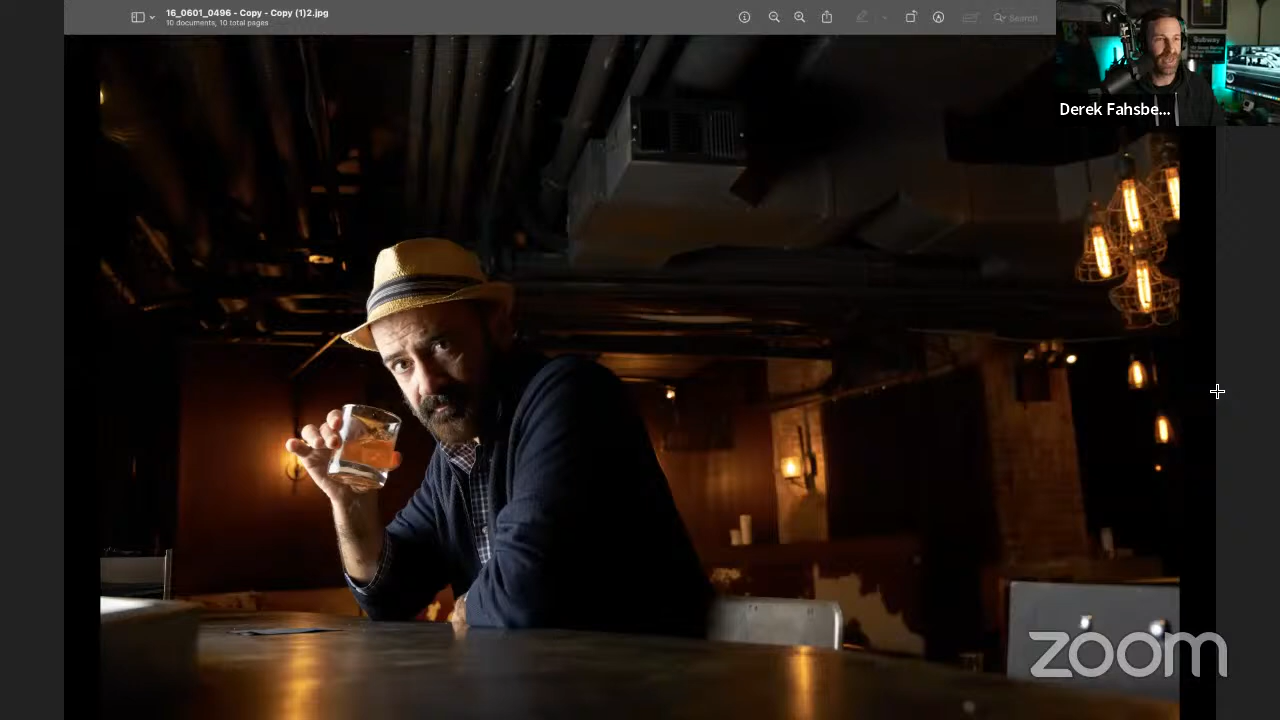 16_0601_0496 - Copy - Copy (1)2.jpg
10 documents, 10 total pages
Search
Derek Fahsbe...
zoom